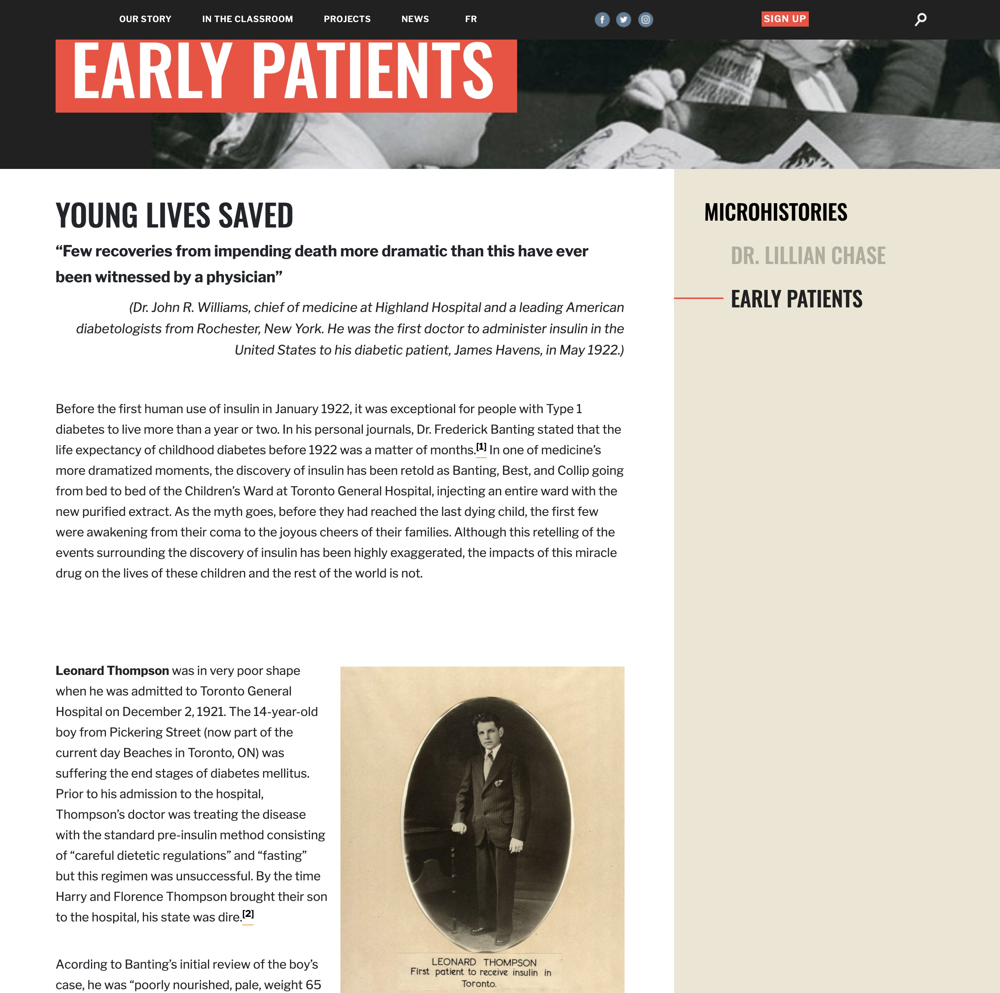 OUR STORY IN THE CLASSROOM PROJECTS NEWS FR SIGN UP
EARLY PATIENTS
YOUNG LIVES SAVED
“Few recoveries from impending death more dramatic than this have ever
been witnessed by a physician”
(Dr. John R. Williams, chief of medicine at Highland Hospital and a leading American
diabetologists from Rochester, New York. He was the first doctor to administer insulin in the
United States to his diabetic patient, James Havens, in May 1922.)
Before the first human use of insulin in January 1922, it was exceptional for people with Type 1
diabetes to live more than a year or two. In his personal journals, Dr. Frederick Banting stated that the
life expectancy of childhood diabetes before 1922 was a matter of months.[1] In one of medicine’s
more dramatized moments, the discovery of insulin has been retold as Banting, Best, and Collip going
from bed to bed of the Children’s Ward at Toronto General Hospital, injecting an entire ward with the
new purified extract. As the myth goes, before they had reached the last dying child, the first few
were awakening from their coma to the joyous cheers of their families. Although this retelling of the
events surrounding the discovery of insulin has been highly exaggerated, the impacts of this miracle
drug on the lives of these children and the rest of the world is not.
Leonard Thompson was in very poor shape
when he was admitted to Toronto General
Hospital on December 2, 1921. The 14-year-old
boy from Pickering Street (now part of the
current day Beaches in Toronto, ON) was
suffering the end stages of diabetes mellitus.
Prior to his admission to the hospital,
Thompson’s doctor was treating the disease
with the standard pre-insulin method consisting
of “careful dietetic regulations” and “fasting”
but this regimen was unsuccessful. By the time
Harry and Florence Thompson brought their son
to the hospital, his state was dire.[2]
Acording to Banting’s initial review of the boy’s
case, he was “poorly nourished, pale, weight 65
LEONARD THOMPSON
First patient to receive insulin in
Toronto.
MICROHISTORIES
DR. LILLIAN CHASE
EARLY PATIENTS